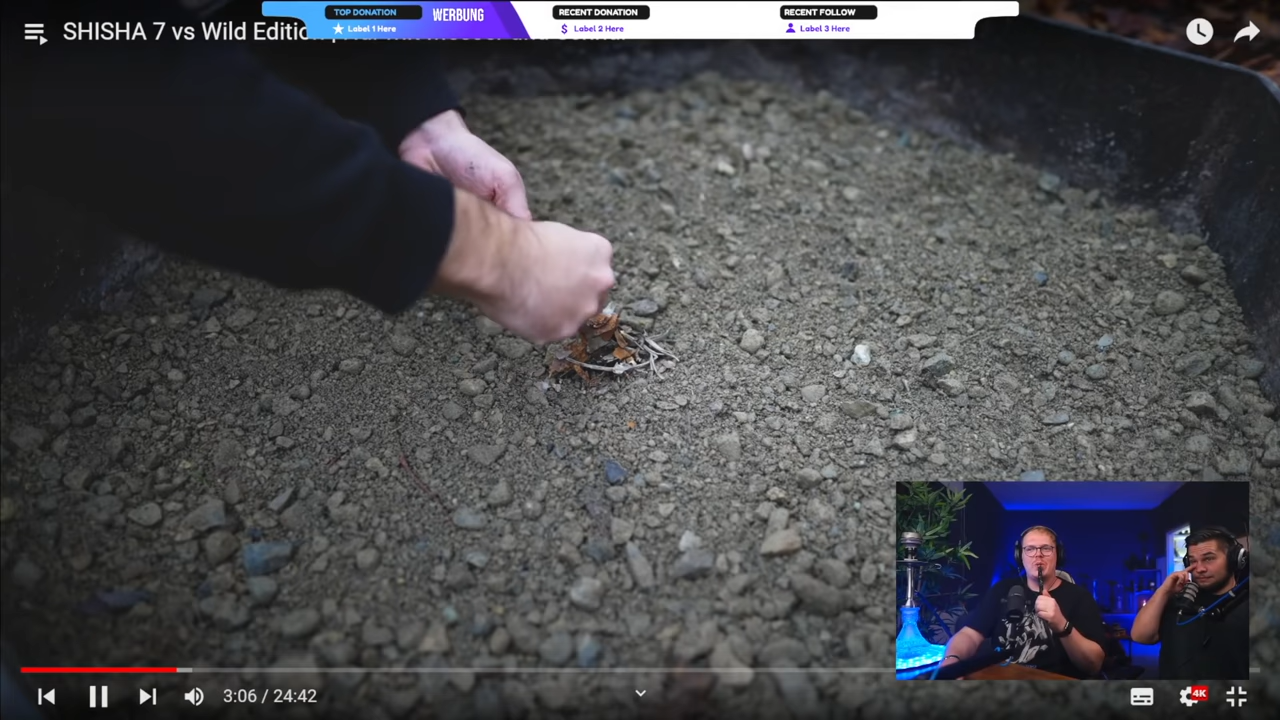 TOP DONATION
WERBUNG
Label 1 Here
RECENT DONATION
$ Label 2 Here
RECENT FOLLOW
Label 3 Here
SHISHA 7 vs Wild Editio
3:06 / 24:42
4K